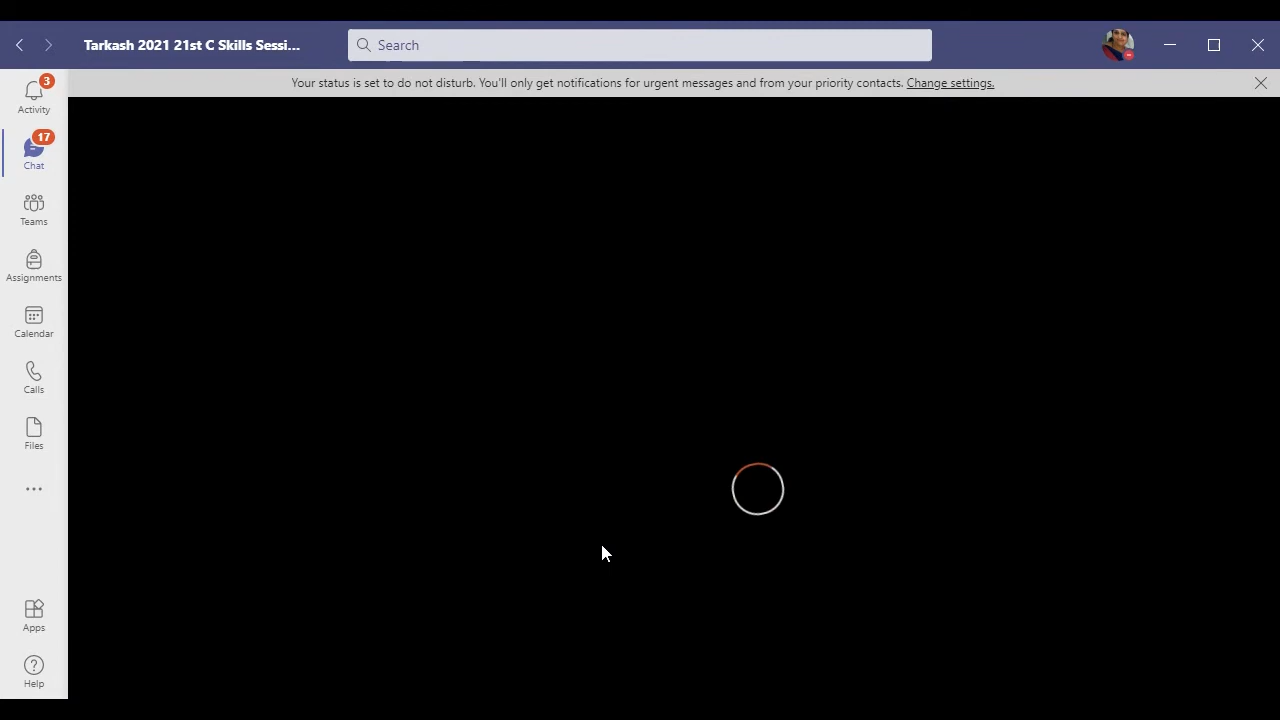 Tarkash 2021 21st C Skills Sessi...
Search
Your status is set to do not disturb. You'll only get notifications for urgent messages and from your priority contacts. Change settings.
3
Activity
17
Chat
Teams
Assignments
Calendar
Calls
Files
Apps
Help